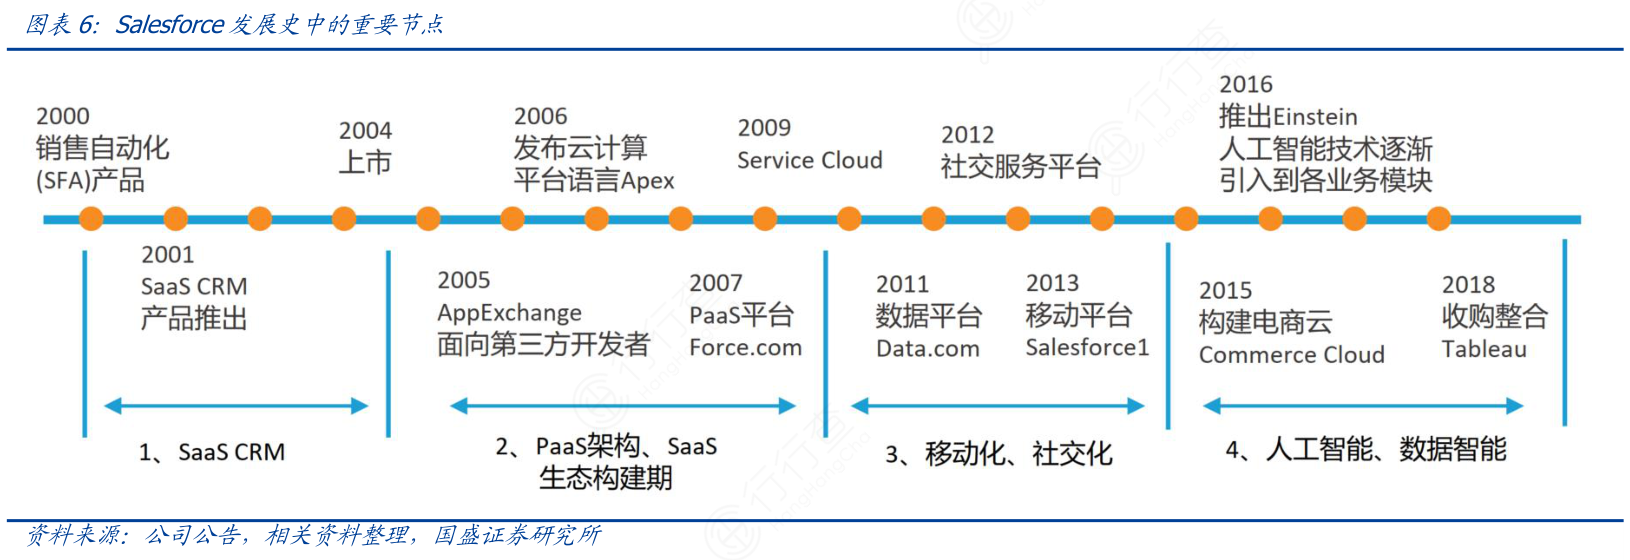 图表 6：Salesforce 发展史中的重要节点
2000
销售自动化
(SFA)产品
2004
上市
2006
发布云计算
平台语言Apex
2009
Service Cloud
2012
社交服务平台
2016
推出Einstein
人工智能技术逐渐
引入到各业务模块
2001
SaaS CRM
产品推出
2005
AppExchange
面向第三方开发者
2007
PaaS平台
Force.com
2011
数据平台
Data.com
2013
移动平台
Salesforce1
2015
构建电商云
Commerce Cloud
2018
收购整合
Tableau
1、SaaS CRM
2、PaaS架构、SaaS
生态构建期
3、移动化、社交化
4、人工智能、数据智能
资料来源：公司公告，相关资料整理，国盛证券研究所
行行查
HangHangCha